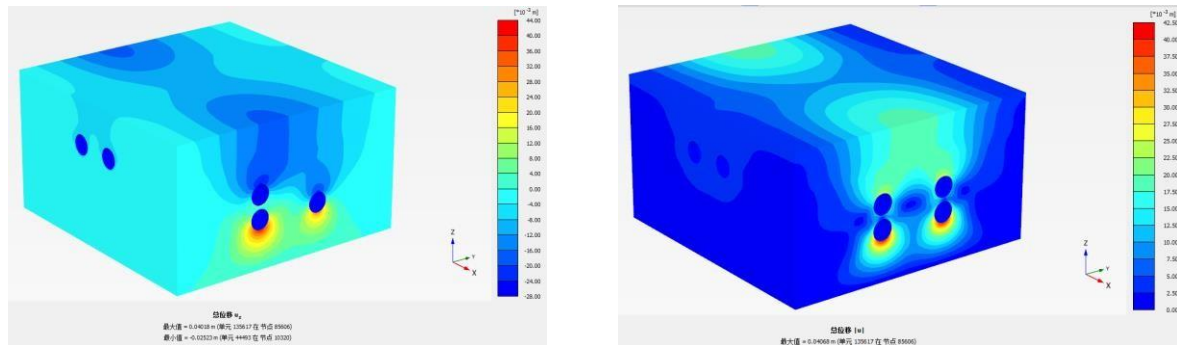 [*10⁻³ m]
44.00
40.00
36.00
32.00
28.00
24.00
20.00
16.00
12.00
8.00
4.00
0.00
-4.00
-8.00
-12.00
-16.00
-20.00
-24.00
-28.00
Z
Y
X
总位移 uz
最大值 = 0.04018 m (单元 135617 在 节点 85606)
最小值 = -0.02523 m (单元 44493 在 节点 10320)
[*10⁻³ m]
42.50
40.00
37.50
35.00
32.50
30.00
27.50
25.00
22.50
20.00
17.50
15.00
12.50
10.00
7.50
5.00
2.50
0.00
Z
Y
X
总位移 |u|
最大值 = 0.04068 m (单元 135617 在 节点 85606)